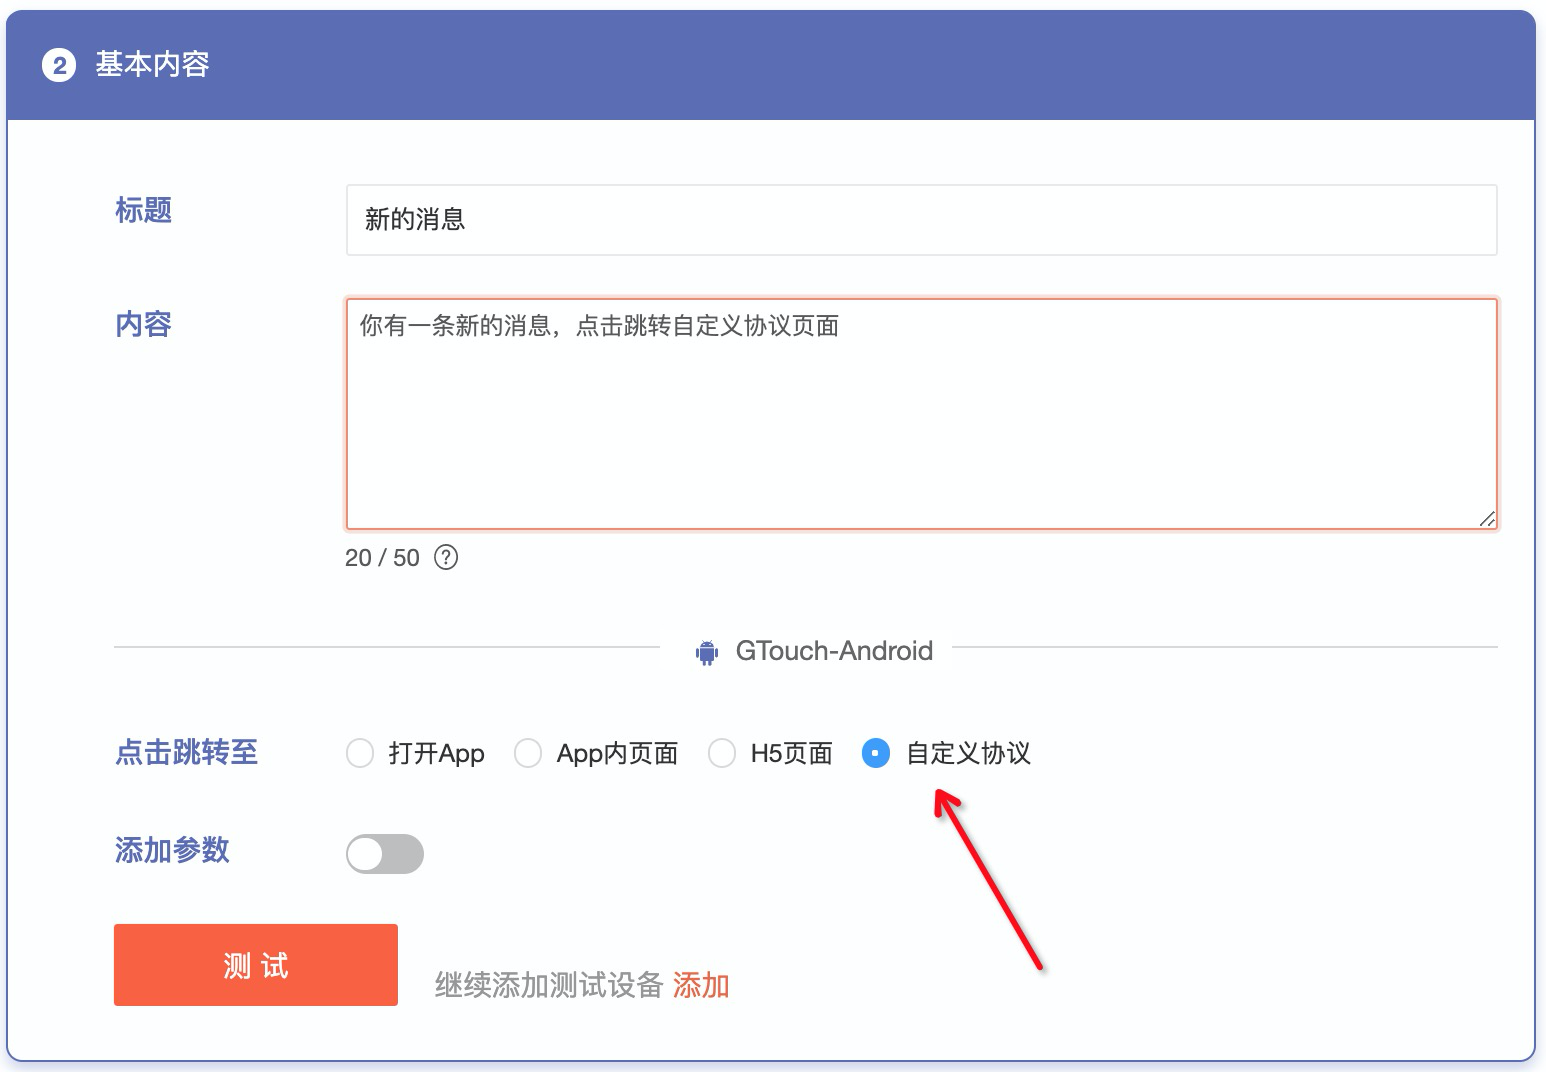 2 基本内容
标题
新的消息
内容
你有一条新的消息，点击跳转自定义协议页面
20 / 50 ?
GTouch-Android
点击跳转至 打开App App内页面 H5页面 自定义协议
添加参数
测 试
继续添加测试设备 添加